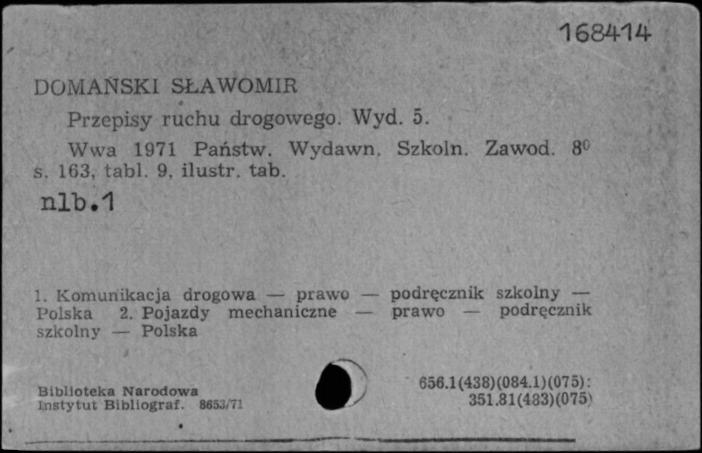 168414
DOMAŃSKI SŁAWOMIR
Przepisy ruchu drogowego. Wyd. 5.
Wwa 1971 Państw. Wydawn. Szkoln. Zawod. 8⁰
s. 163, tabl. 9, ilustr. tab.
nlb.1
1. Komunikacja drogowa — prawo — podręcznik szkolny —
Polska 2. Pojazdy mechaniczne — prawo — podręcznik
szkolny — Polska
Biblioteka Narodowa
Instytut Bibliograf. 8653/71
656.1(438)(084.1)(075):
351.81(483)(075)